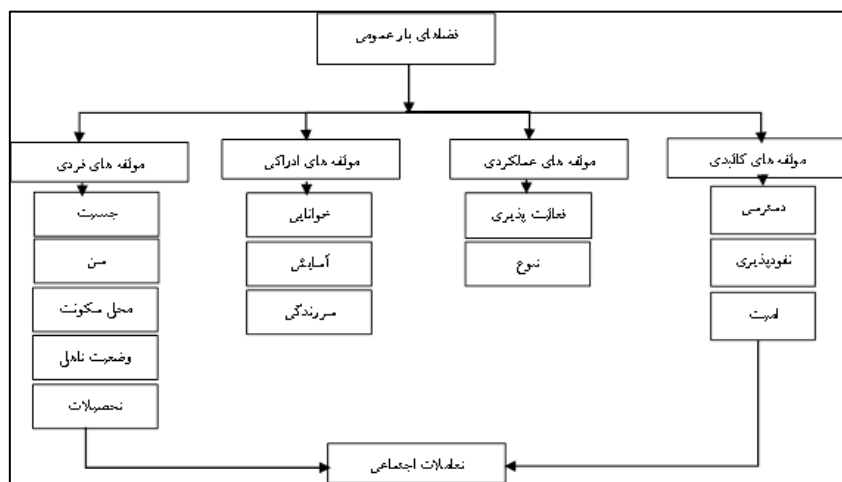 فضاهای باز عمومی
مولفه های کالبدی
مولفه های عملکردی
مولفه های ادراکی
مولفه های فردی
دسترسی
نفوذپذیری
امنیت
فعالیت پذیری
تنوع
خوانایی
آسایش
سرزندگی
جنسیت
سن
محل سکونت
وضعیت تاهل
تحصیلات
تعاملات اجتماعی